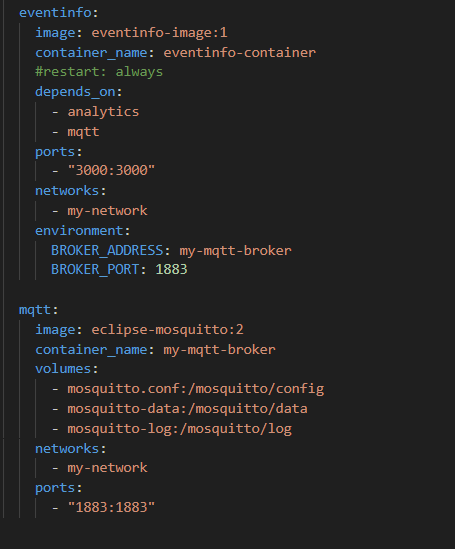 eventinfo:
  image: eventinfo-image:1
  container_name: eventinfo-container
  #restart: always
  depends_on:
    - analytics
    - mqtt
  ports:
    - "3000:3000"
  networks:
    - my-network
  environment:
    BROKER_ADDRESS: my-mqtt-broker
    BROKER_PORT: 1883
mqtt:
  image: eclipse-mosquitto:2
  container_name: my-mqtt-broker
  volumes:
    - mosquitto.conf:/mosquitto/config
    - mosquitto-data:/mosquitto/data
    - mosquitto-log:/mosquitto/log
  networks:
    - my-network
  ports:
    - "1883:1883"